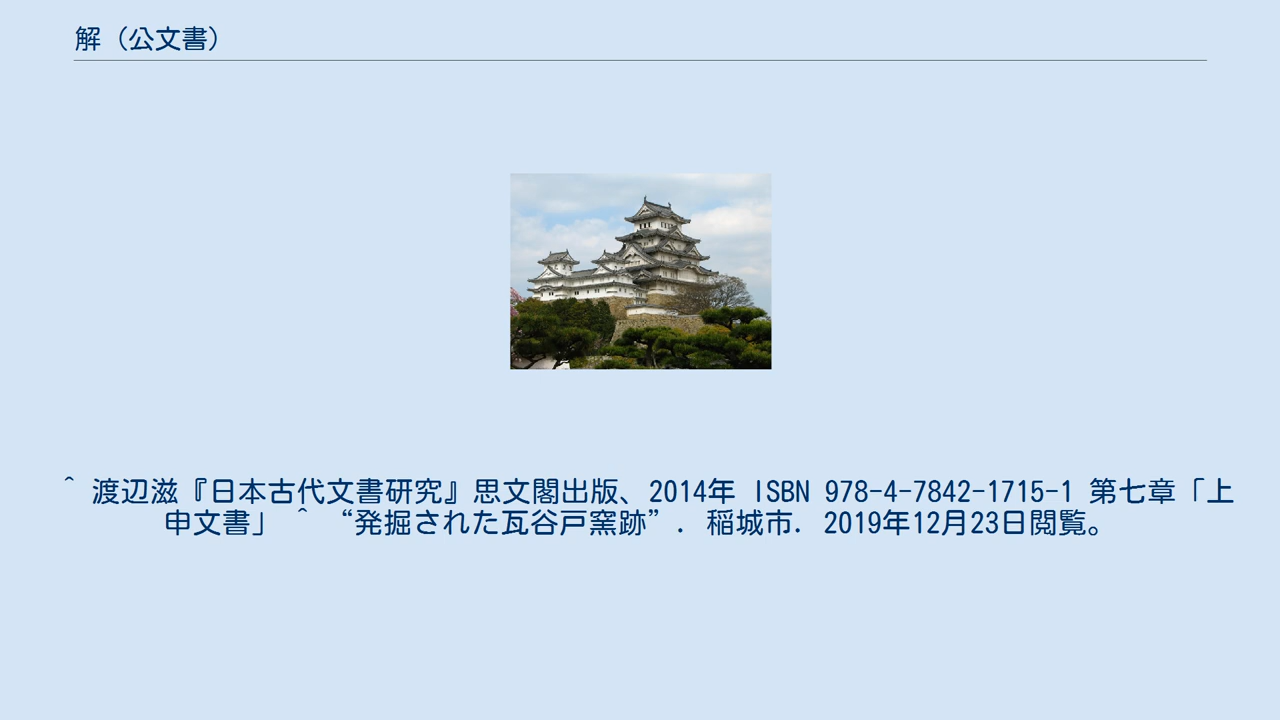 解（公文書）
^ 渡辺滋『日本古代文書研究』思文閣出版、2014年 ISBN 978-4-7842-1715-1 第七章「上
申文書」 ^ “発掘された瓦谷戸窯跡”. 稲城市. 2019年12月23日閲覧。